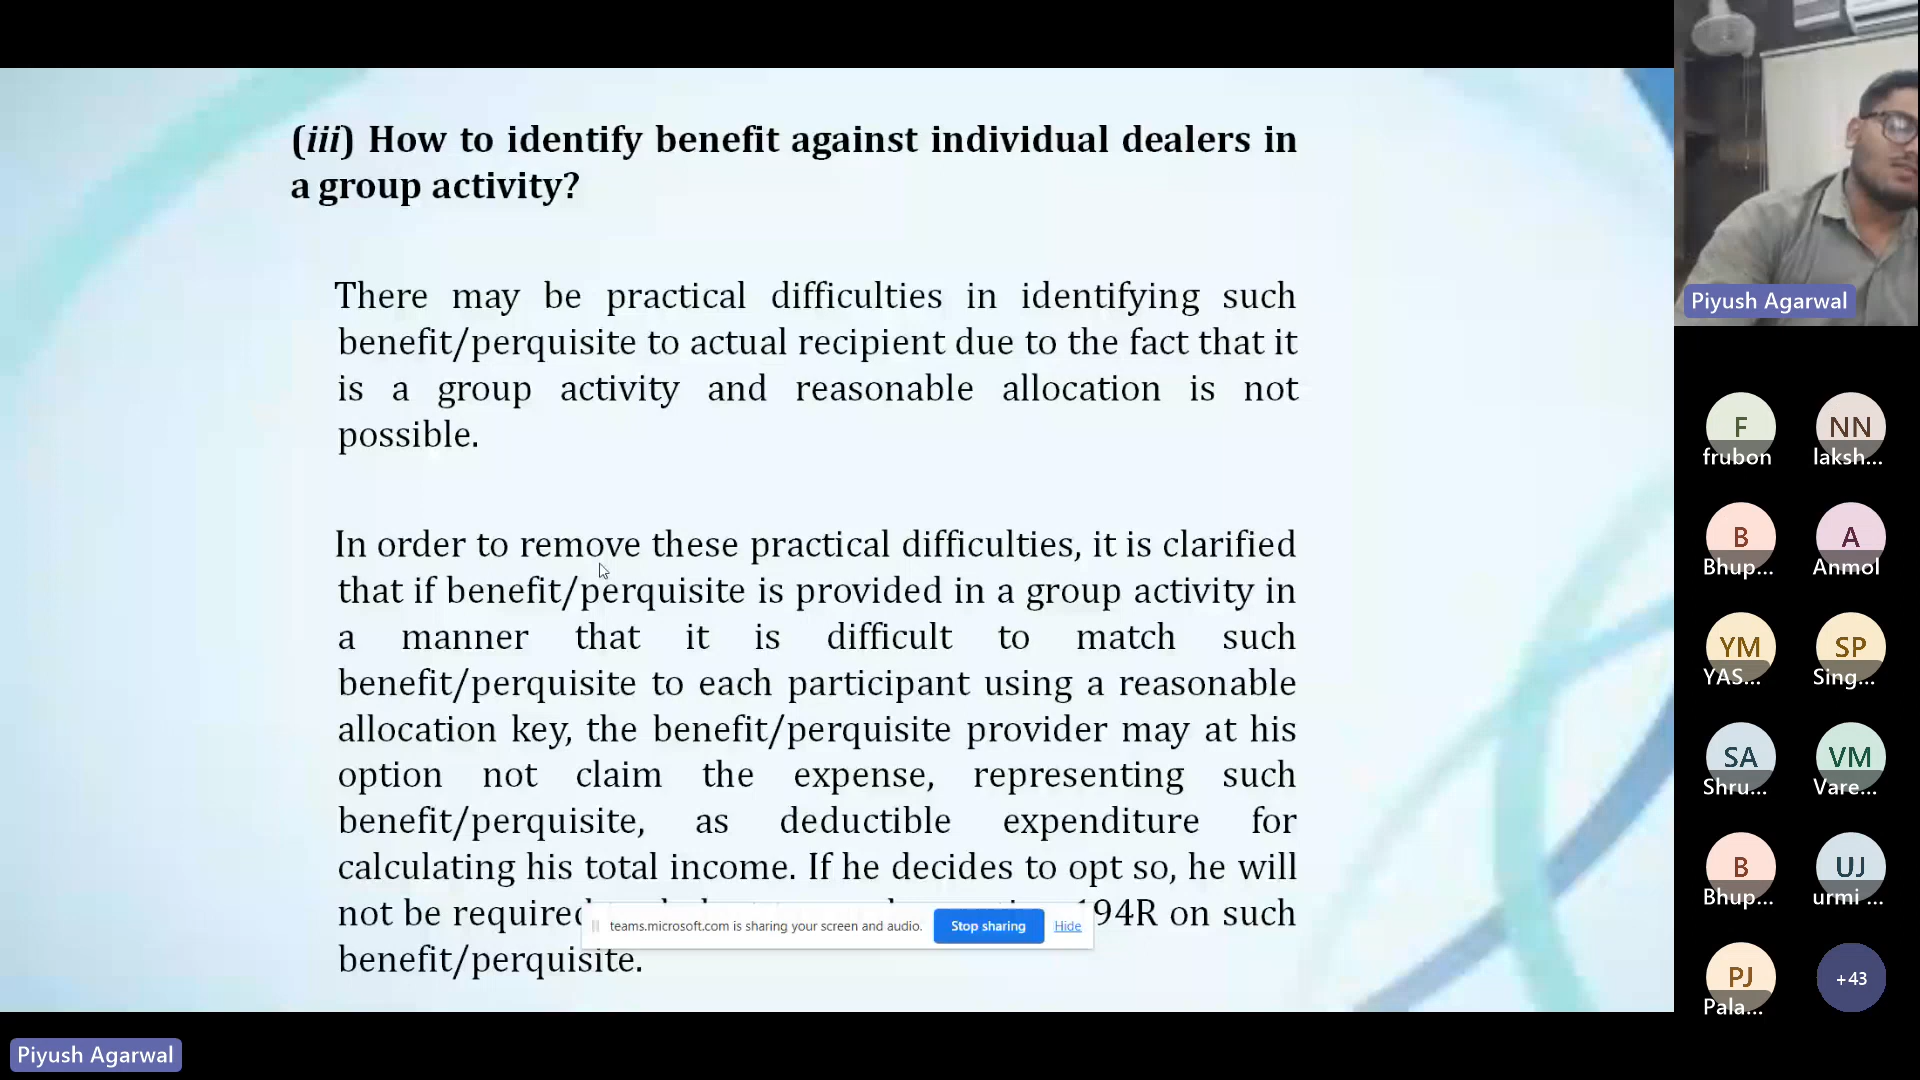 (iii) How to identify benefit against individual dealers in
a group activity?
There may be practical difficulties in identifying such
benefit/perquisite to actual recipient due to the fact that it
is a group activity and reasonable allocation is not
possible.
In order to remove these practical difficulties, it is clarified
that if benefit/perquisite is provided in a group activity in
a manner that it is difficult to match such
benefit/perquisite to each participant using a reasonable
allocation key, the benefit/perquisite provider may at his
option not claim the expense, representing such
benefit/perquisite, as deductible expenditure for
calculating his total income. If he decides to opt so, he will
not be required 194R on such
benefit/perquisite.
teams.microsoft.com is sharing your screen and audio. Stop sharing Hide
Piyush Agarwal
Piyush Agarwal
F NN
frubon laksh...
B A
Bhup... Anmol
YM SP
YAS... Sing...
SA VM
Shru... Vare...
B UJ
Bhup... urmi ...
PJ +43
Pala...